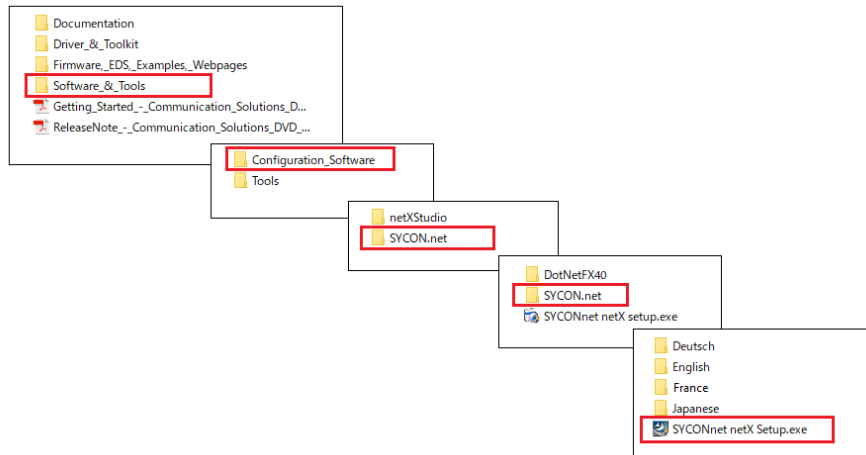 Documentation
Driver_&_Toolkit
Firmware,_EDS,_Examples,_Webpages
Software_&_Tools
Getting_Started_-_Communication_Solutions_D...
ReleaseNote_-_Communication_Solutions_DVD_...
Configuration_Software
Tools
netXStudio
SYCON.net
DotNetFX40
SYCON.net
SYCONnet netX setup.exe
Deutsch
English
France
Japanese
SYCONnet netX Setup.exe